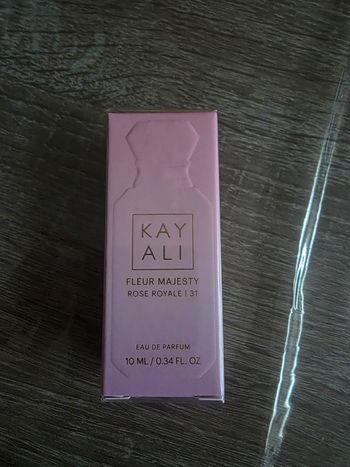 KAY
ALI
FLEUR MAJESTY
ROSE ROYALE | 31
EAU DE PARFUM
10 ML / 0.34 FL. OZ